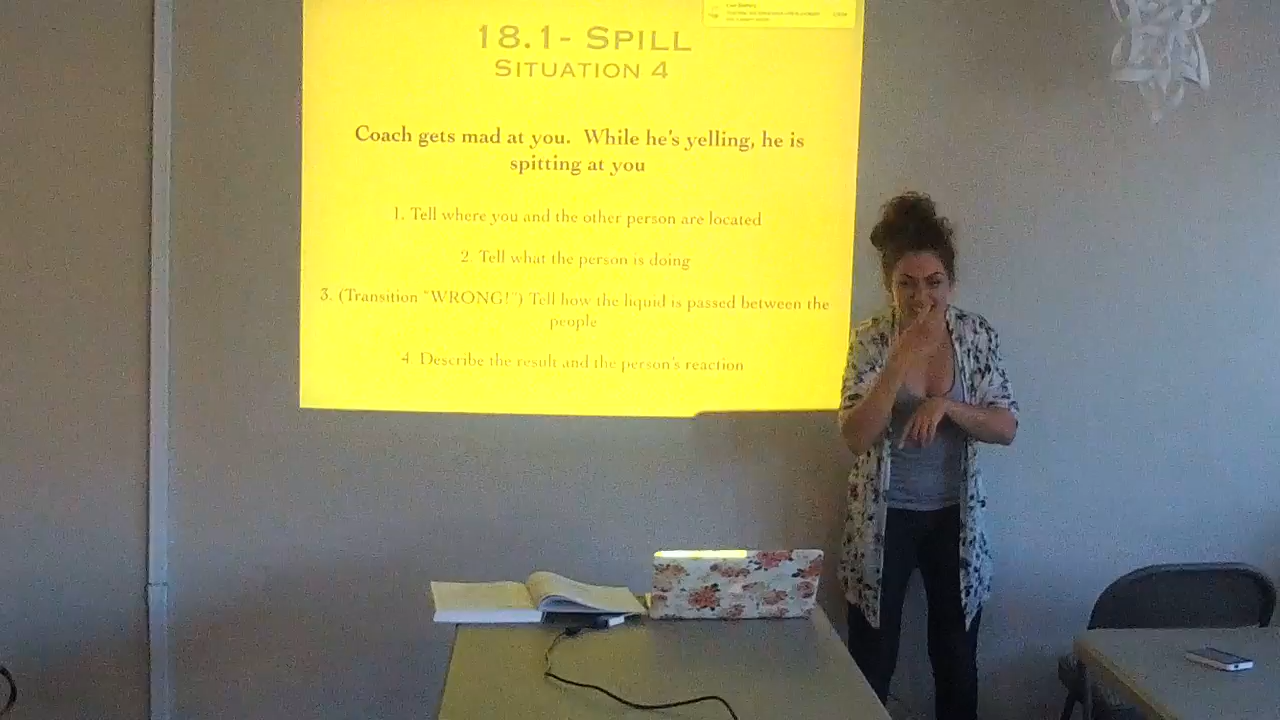 18.1- Spill
Situation 4
Coach gets mad at you. While he's yelling, he is
spitting at you
1. Tell where you and the other person are located
2. Tell what the person is doing
3. (Transition "WRONG!") Tell how the liquid is passed between the
people
4. Describe the result and the person's reaction